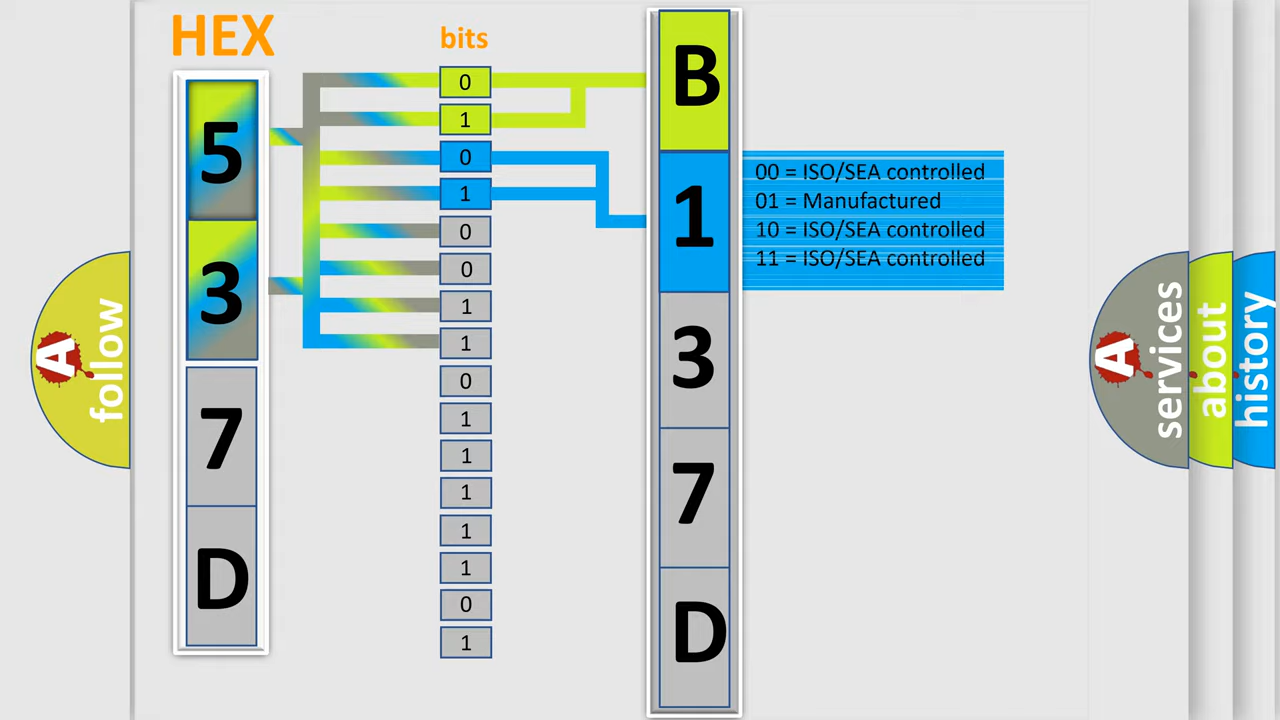 HEX
bits
5
3
7
D
0
1
0
1
0
0
1
1
0
1
1
1
1
1
0
1
B
1
3
7
D
00 = ISO/SEA controlled
01 = Manufactured
10 = ISO/SEA controlled
11 = ISO/SEA controlled
A
follow
A
services
about
history